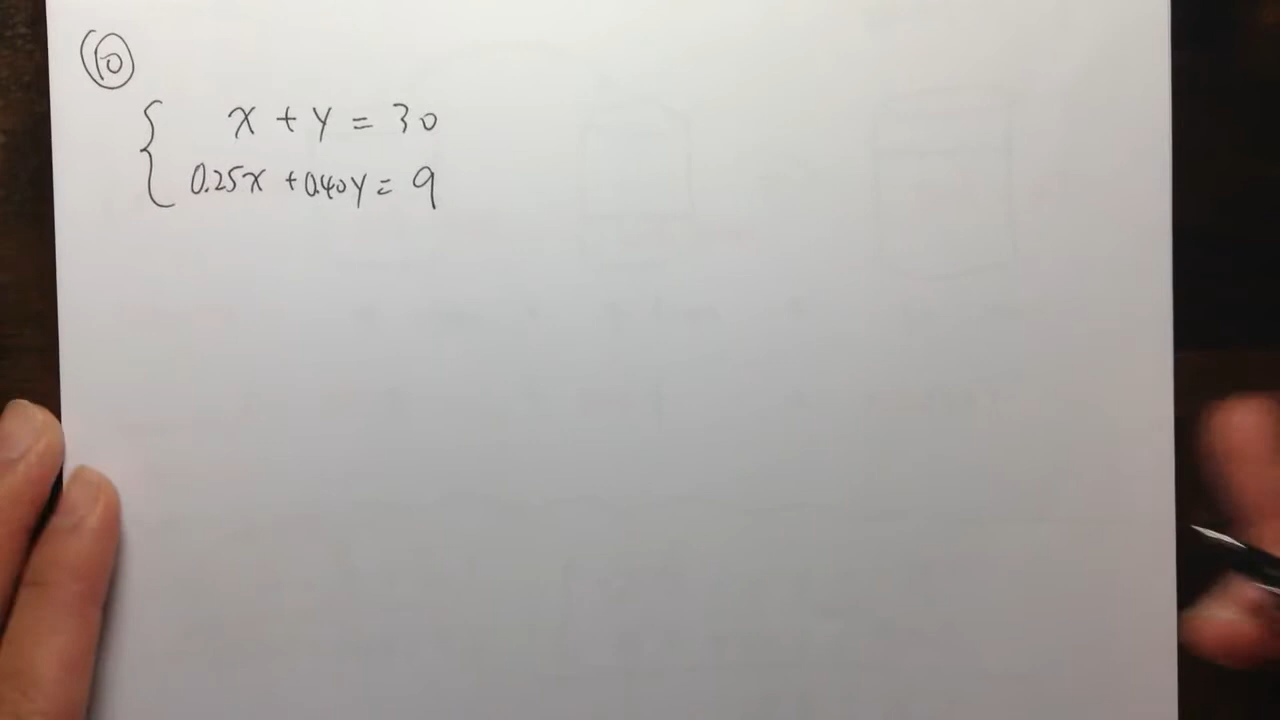 10
x + y = 30
0.25x + 0.40y = 9